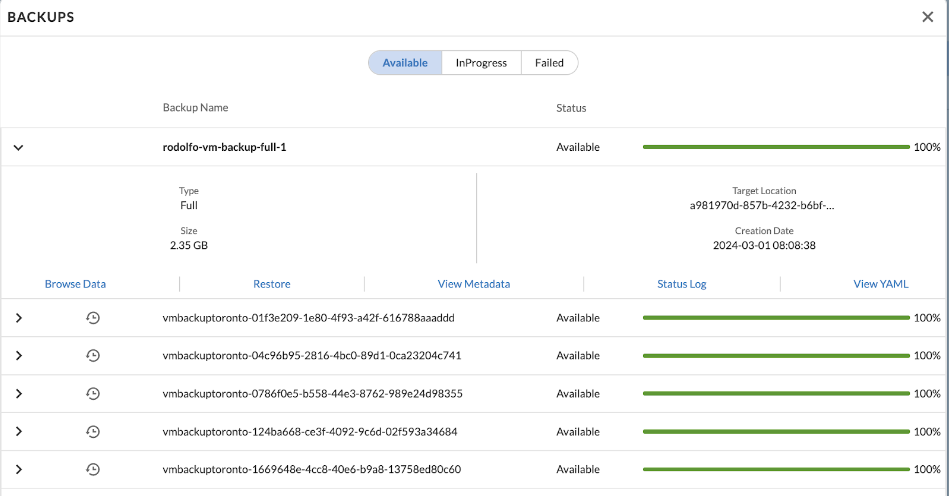 BACKUPS
Available InProgress Failed
Backup Name Status
rodolfo-vm-backup-full-1 Available 100%
Type Target Location
Full a981970d-857b-4232-b6bf-...
Size Creation Date
2.35 GB 2024-03-01 08:08:38
Browse Data Restore View Metadata Status Log View YAML
vmbackuptoronto-01f3e209-1e80-4f93-a42f-616788aaaddd Available 100%
vmbackuptoronto-04c96b95-2816-4bc0-89d1-0ca23204c741 Available 100%
vmbackuptoronto-0786f0e5-b558-44e3-8762-989e24d98355 Available 100%
vmbackuptoronto-124ba668-ce3f-4092-9c6d-02f593a34684 Available 100%
vmbackuptoronto-1669648e-4cc8-40e6-b9a8-13758ed80c60 Available 100%